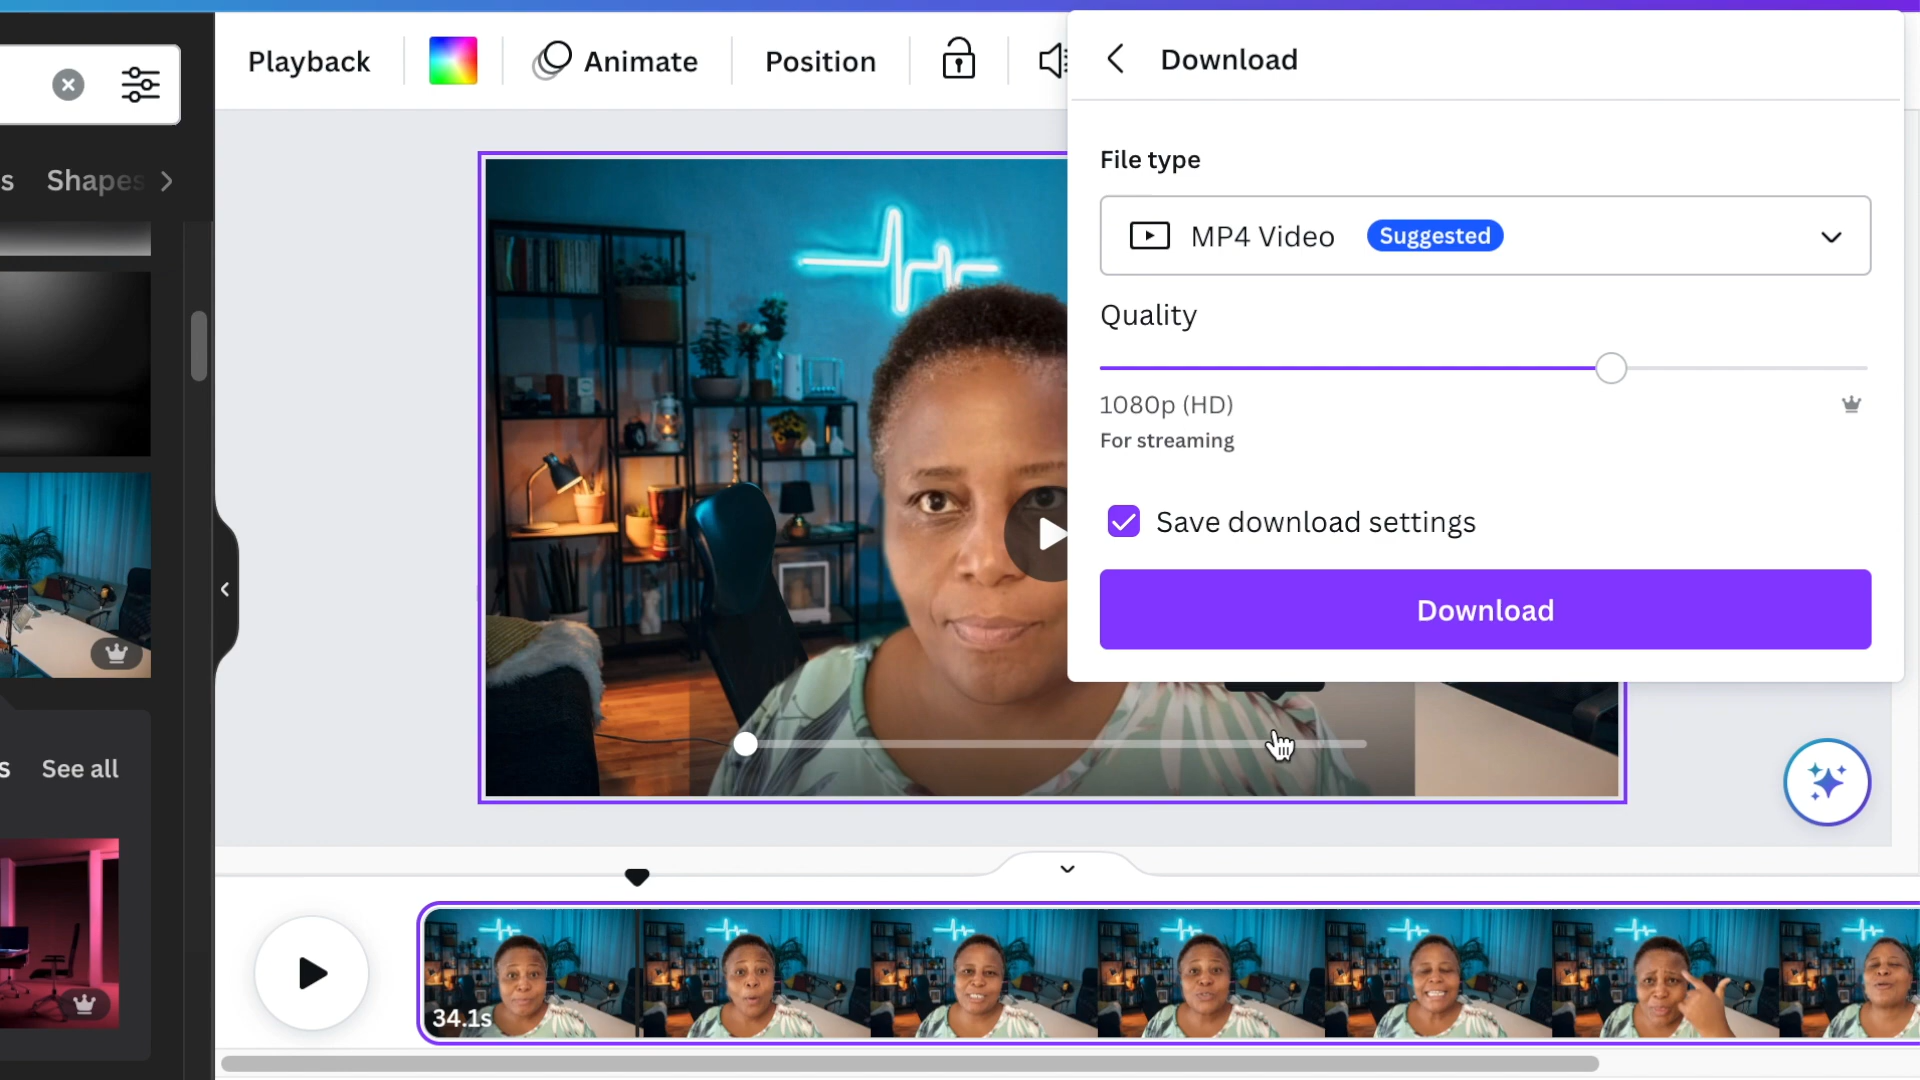 Playback
Animate
Position
Download
s Shapes
File type
MP4 Video Suggested
Quality
1080p (HD)
For streaming
Save download settings
Download
s See all
34.1s